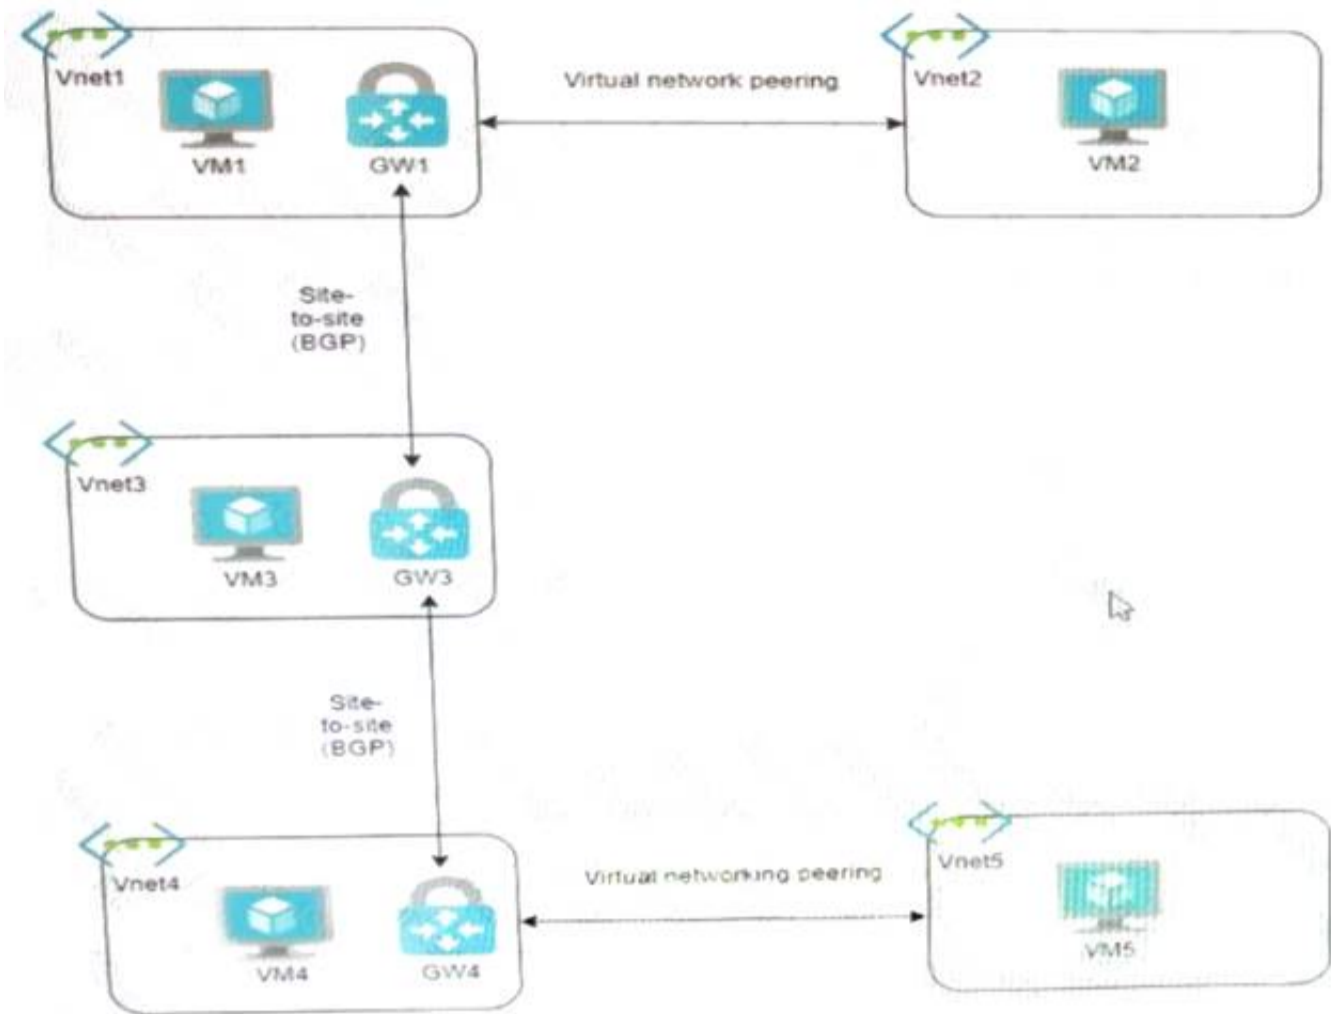 Vnet1
VM1
GW1
Virtual network peering
Vnet2
VM2
Site-
to-site
(BGP)
Vnet3
VM3
GW3
Site-
to-site
(BGP)
Vnet4
VM4
GW4
Virtual networking peering
Vnet5
VM5